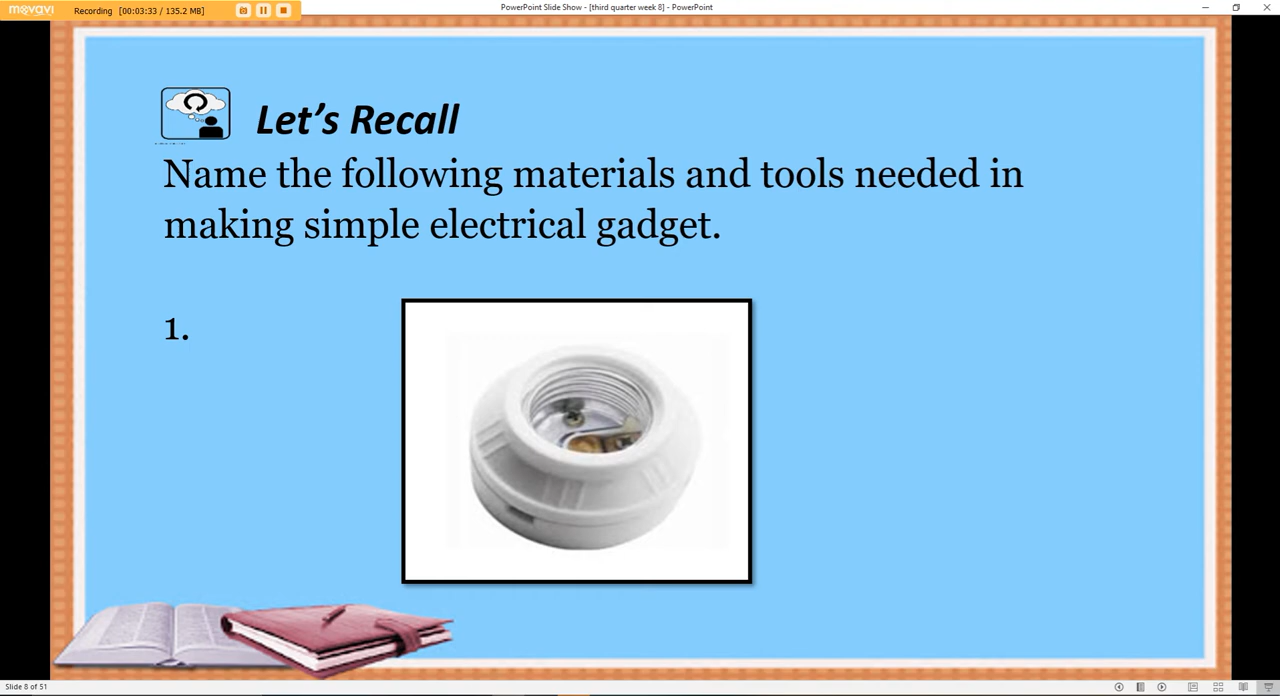 movavi
Recording [00:03:33 / 135.2 MB]
PowerPoint Slide Show - [third quarter week 8] - PowerPoint
Let’s Recall
Name the following materials and tools needed in
making simple electrical gadget.
1.
Slide 8 of 51